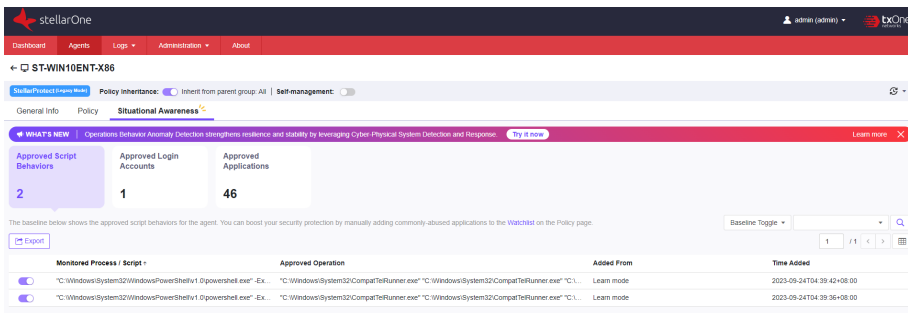 stellarOne
admin (admin)
txOne
networks
Dashboard Agents Logs Administration About
ST-WIN10ENT-X86
StellarProtect (Legacy Mode) Policy Inheritance: Inherit from parent group: All | Self-management:
General Info Policy Situational Awareness
WHAT'S NEW | Operations Behavior Anomaly Detection strengthens resilience and stability by leveraging Cyber-Physical System Detection and Response. Try it now Learn more
Approved Script Behaviors
2
Approved Login Accounts
1
Approved Applications
46
The baseline below shows the approved script behaviors for the agent. You can boost your security protection by manually adding commonly-abused applications to the Watchlist on the Policy page.
Baseline Toggle
Export
1 / 1
Monitored Process / Script ↑ Approved Operation Added From Time Added
"C:\Windows\System32\WindowsPowerShell\v1.0\powershell.exe" -Ex... "C:\Windows\System32\CompatTelRunner.exe" "C:\Windows\System32\CompatTelRunner.exe" "C:\... Learn mode 2023-09-24T04:39:42+08:00
"C:\Windows\System32\WindowsPowerShell\v1.0\powershell.exe" -Ex... "C:\Windows\System32\CompatTelRunner.exe" "C:\Windows\System32\CompatTelRunner.exe" "C:\... Learn mode 2023-09-24T04:39:36+08:00